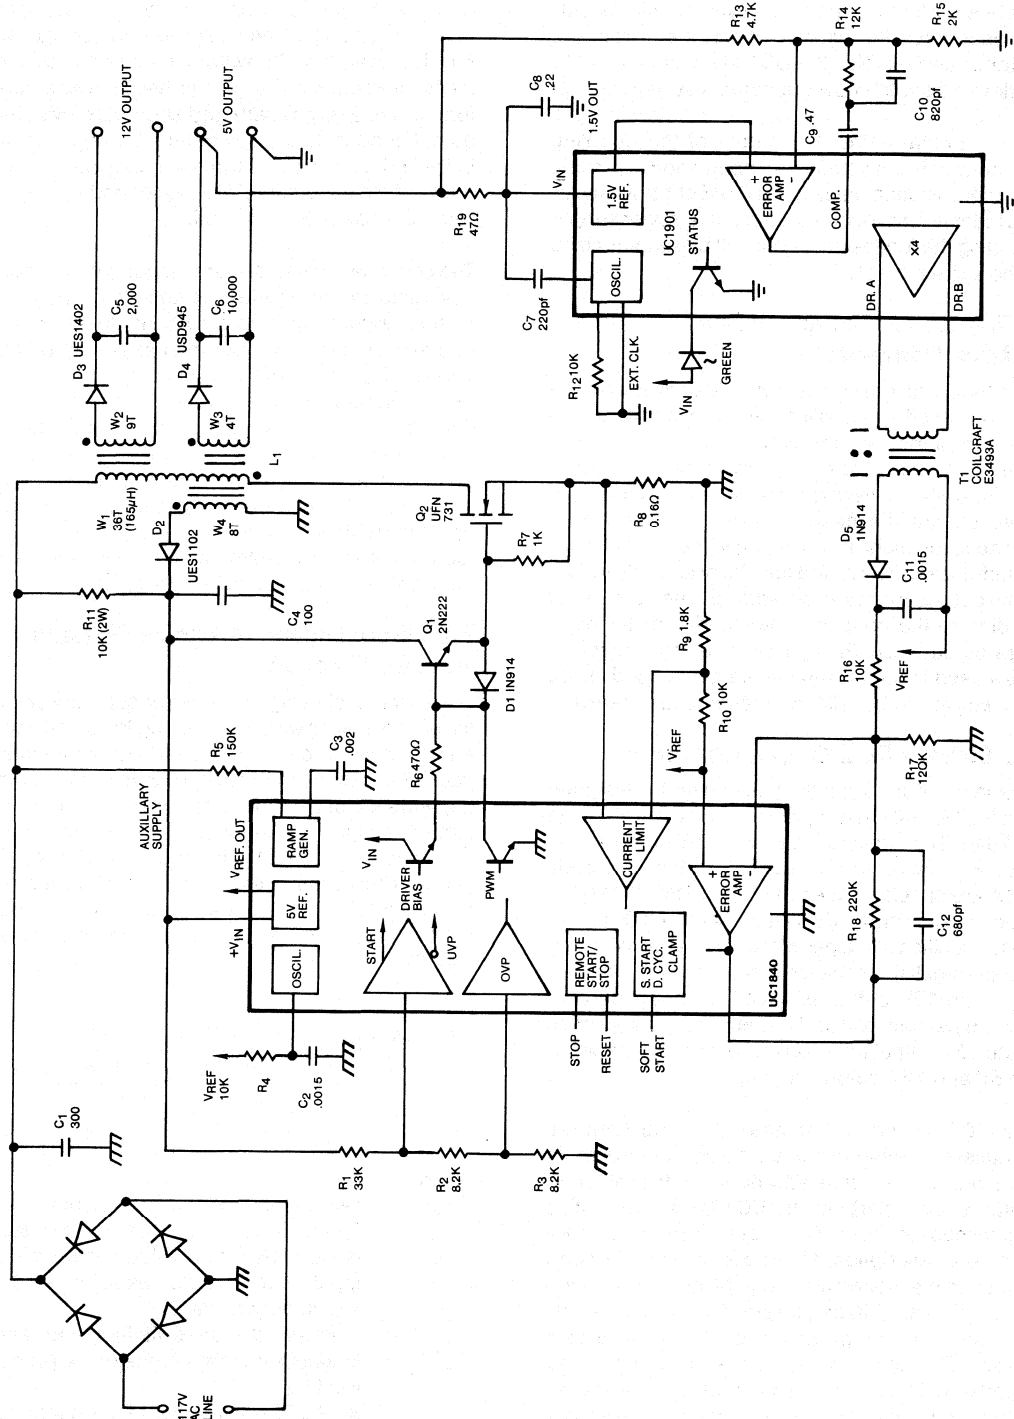 117V
AC
LINE
C1
300
VREF
10K
R4
C2
.0015
R1
33K
R2
8.2K
R3
8.2K
AUXILLARY
SUPPLY
+VIN
VREF. OUT
OSCIL.
5V
REF.
RAMP
GEN.
R5
150K
C3
.002
START
UVP
VIN
DRIVER
BIAS
OVP
PWM
REMOTE
START/
STOP
STOP
RESET
S. START
D. CYC.
CLAMP
SOFT
START
CURRENT
LIMIT
+
ERROR
AMP
-
UC1840
R6 470Ω
D1 IN914
Q1
2N222
R7
1K
Q2
UFN
731
R8
0.16Ω
R9 1.8K
R10 10K
VREF
R11
10K (2W)
C4
100
D2
UES1102
W4
8T
W1
36T
(165µH)
L1
W2
9T
W3
4T
D3 UES1402
C5
2,000
D4 USD945
C6
10,000
12V OUTPUT
5V OUTPUT
R19
47Ω
C7
220pf
C8
.22
1.5V OUT
VIN
1.5V
REF.
OSCIL.
UC1901
STATUS
R12 10K
EXT. CLK.
VIN
GREEN
+
ERROR
AMP
-
COMP.
X4
DR. A
DR.B
R13
4.7K
R14
12K
R15
2K
C9 .47
C10
820pf
T1
COILCRAFT
E3493A
D5
1N914
C11
.0015
R16
10K
VREF
R17
120K
R18 220K
C12
680pf